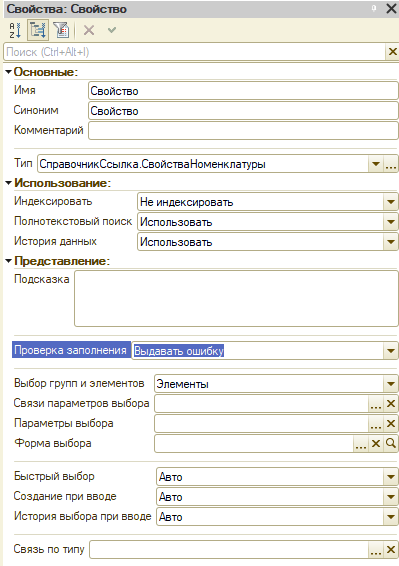 Свойства: Свойство
Поиск (Ctrl+Alt+I)
Основные:
Имя Свойство
Синоним Свойство
Комментарий
Тип СправочникСсылка.СвойстваНоменклатуры
Использование:
Индексировать Не индексировать
Полнотекстовый поиск Использовать
История данных Использовать
Представление:
Подсказка
Проверка заполнения Выдавать ошибку
Выбор групп и элементов Элементы
Связи параметров выбора
Параметры выбора
Форма выбора
Быстрый выбор Авто
Создание при вводе Авто
История выбора при вводе Авто
Связь по типу